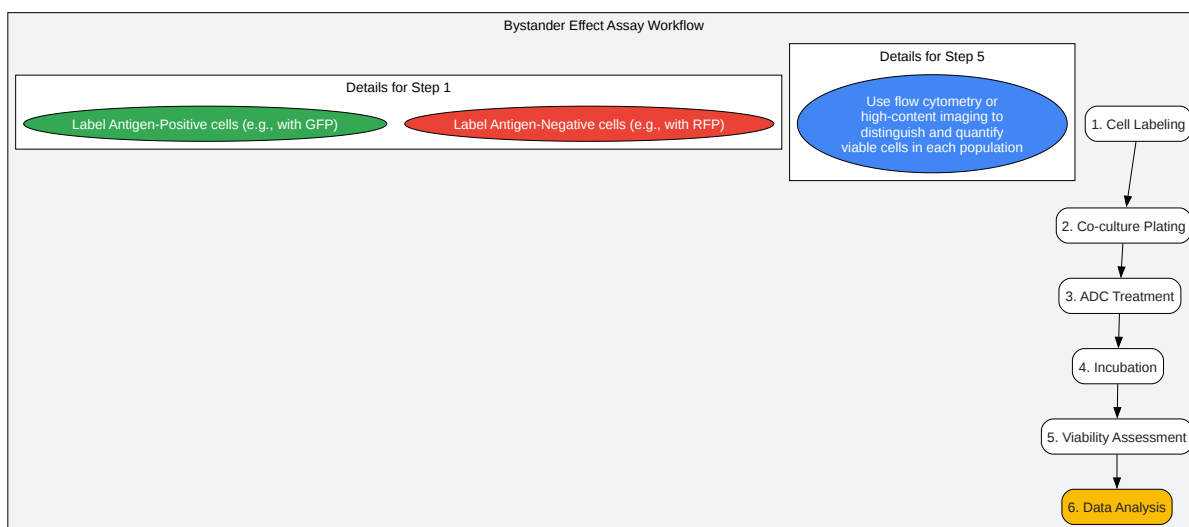 Bystander Effect Assay Workflow
Details for Step 1
Label Antigen-Positive cells (e.g., with GFP)
Label Antigen-Negative cells (e.g., with RFP)
Details for Step 5
Use flow cytometry or
high-content imaging to
distinguish and quantify
viable cells in each population
1. Cell Labeling
2. Co-culture Plating
3. ADC Treatment
4. Incubation
5. Viability Assessment
6. Data Analysis